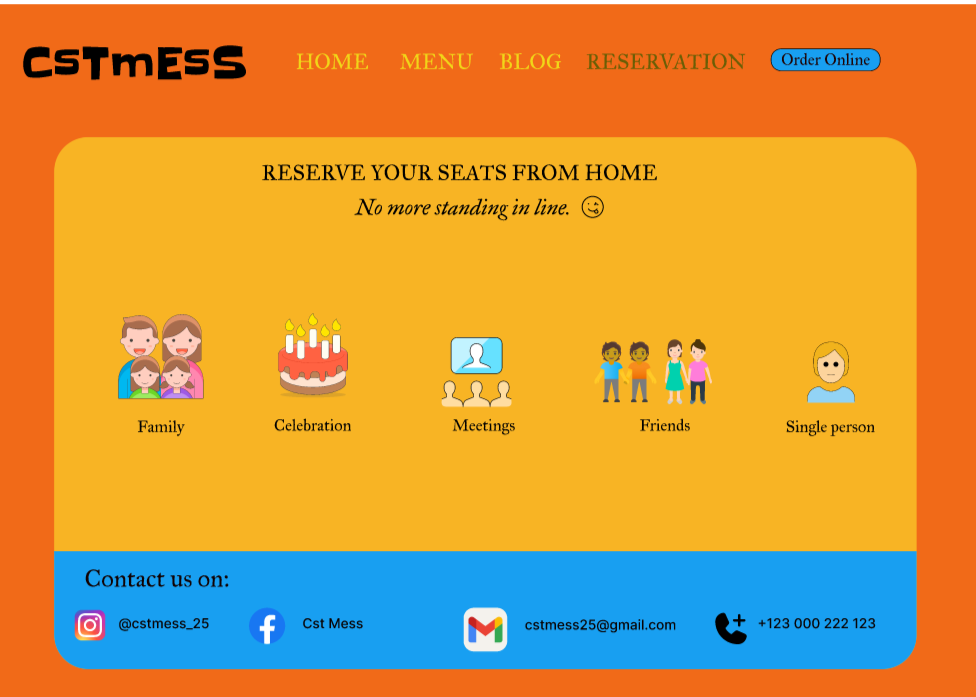 CSTmESS
HOME MENU BLOG RESERVATION Order Online
RESERVE YOUR SEATS FROM HOME
No more standing in line.
Family Celebration Meetings Friends Single person
Contact us on:
@cstmess_25 Cst Mess cstmess25@gmail.com +123 000 222 123